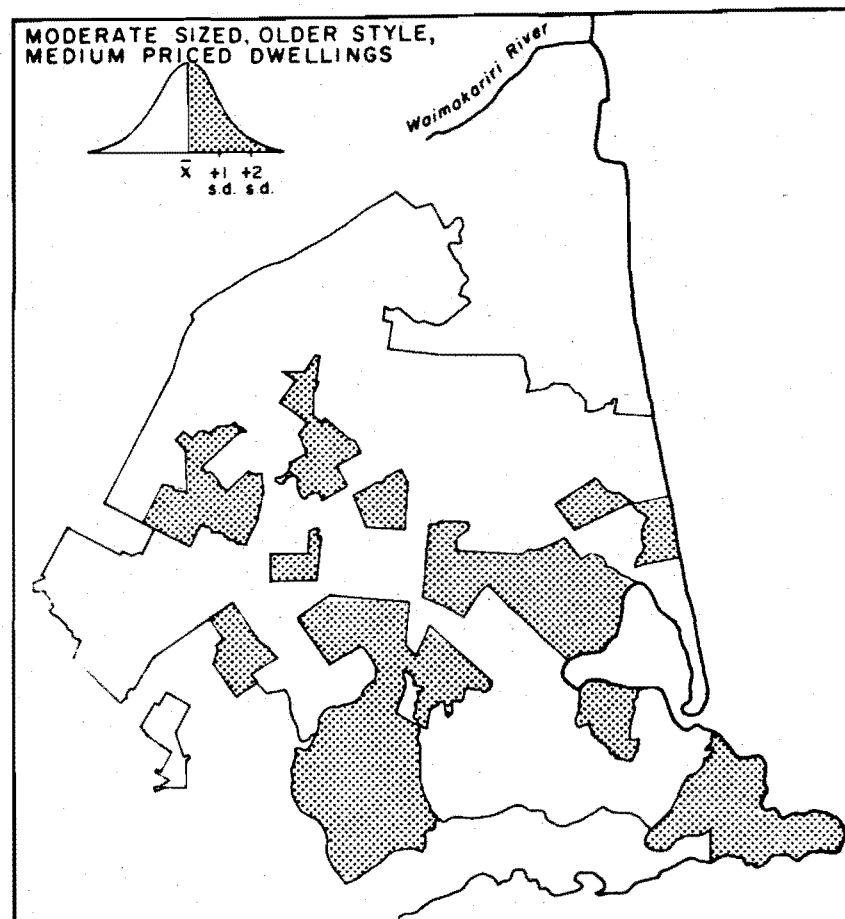 MODERATE SIZED, OLDER STYLE,
MEDIUM PRICED DWELLINGS
Waimakariri River
x̄ +1 +2
s.d. s.d.